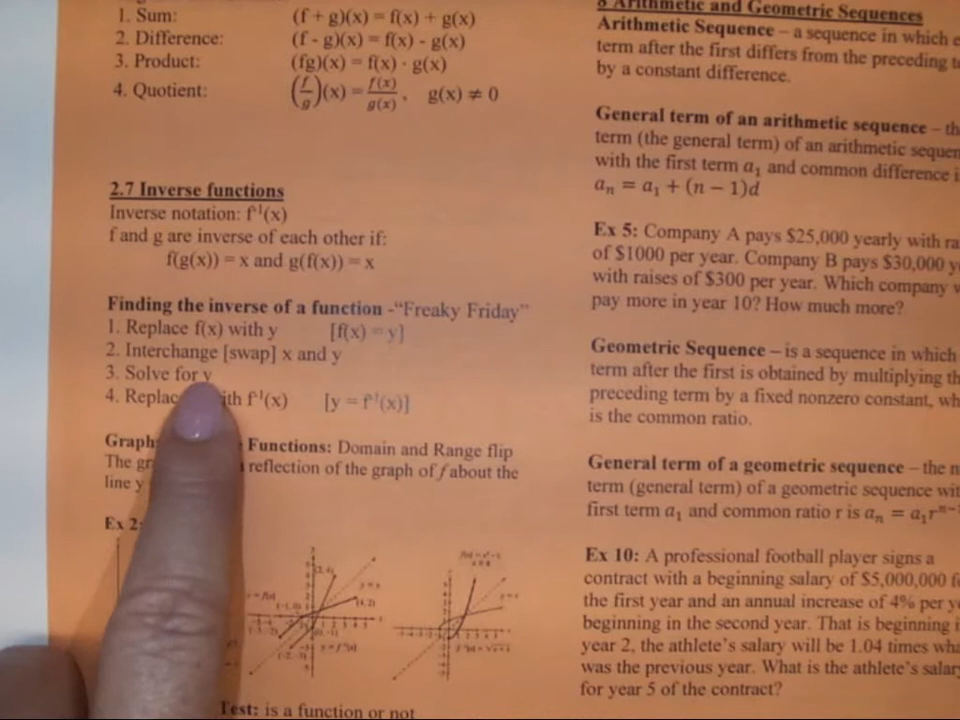 1. Sum: (f + g)(x) = f(x) + g(x)
2. Difference: (f - g)(x) = f(x) - g(x)
3. Product: (fg)(x) = f(x) · g(x)
4. Quotient: (f/g)(x) = f(x)/g(x), g(x) ≠ 0
2.7 Inverse functions
Inverse notation: f⁻¹(x)
f and g are inverse of each other if:
f(g(x)) = x and g(f(x)) = x
Finding the inverse of a function -"Freaky Friday"
1. Replace f(x) with y [f(x) = y]
2. Interchange [swap] x and y
3. Solve for y
4. Replac ith f⁻¹(x) [y = f⁻¹(x)]
Graph Functions: Domain and Range flip
The gr reflection of the graph of f about the
line y
Ex 2:
Test: is a function or not
Arithmetic and Geometric Sequences
Arithmetic Sequence – a sequence in which
term after the first differs from the preceding
by a constant difference.
General term of an arithmetic sequence –
term (the general term) of an arithmetic
with the first term a₁ and common difference
aₙ = a₁ + (n − 1)d
Ex 5: Company A pays $25,000 yearly with
of $1000 per year. Company B pays $30,000
with raises of $300 per year. Which company
pay more in year 10? How much more?
Geometric Sequence – is a sequence in which
term after the first is obtained by multiplying
preceding term by a fixed nonzero constant,
is the common ratio.
General term of a geometric sequence – the
term (general term) of a geometric sequence
first term a₁ and common ratio r is aₙ = a₁rⁿ⁻
Ex 10: A professional football player signs a
contract with a beginning salary of $5,000,000
the first year and an annual increase of 4% per
beginning in the second year. That is beginning
year 2, the athlete's salary will be 1.04 times
was the previous year. What is the athlete's
for year 5 of the contract?